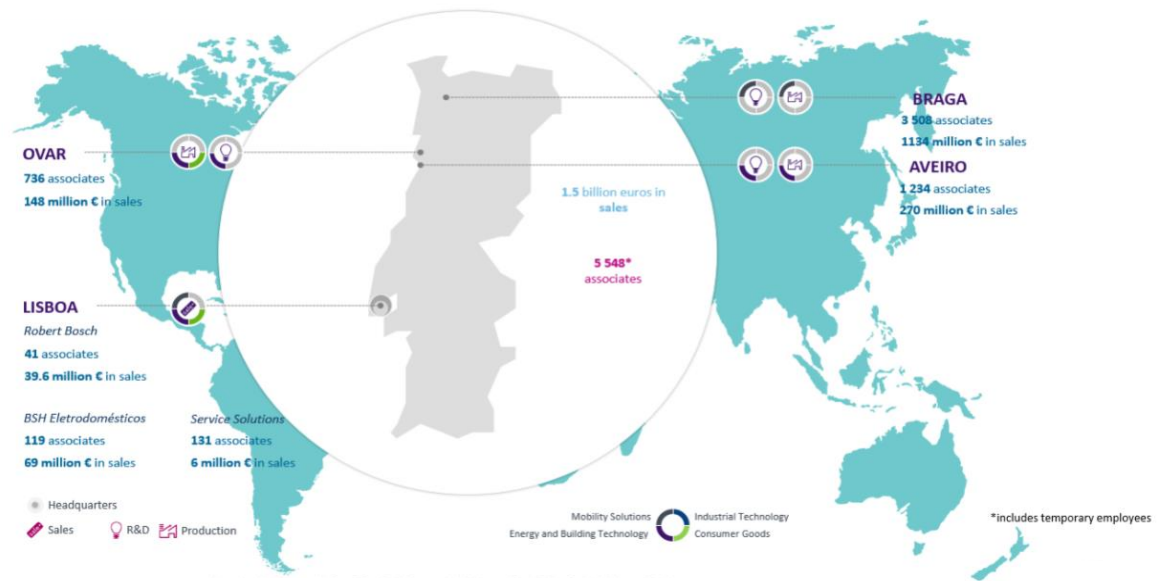 OVAR
736 associates
148 million € in sales
BRAGA
3 508 associates
1134 million € in sales
AVEIRO
1 234 associates
270 million € in sales
1.5 billion euros in
sales
5 548*
associates
LISBOA
Robert Bosch
41 associates
39.6 million € in sales
BSH Eletrodomésticos
119 associates
69 million € in sales
Service Solutions
131 associates
6 million € in sales
Headquarters
Sales
R&D
Production
Mobility Solutions
Industrial Technology
Energy and Building Technology
Consumer Goods
*includes temporary employees